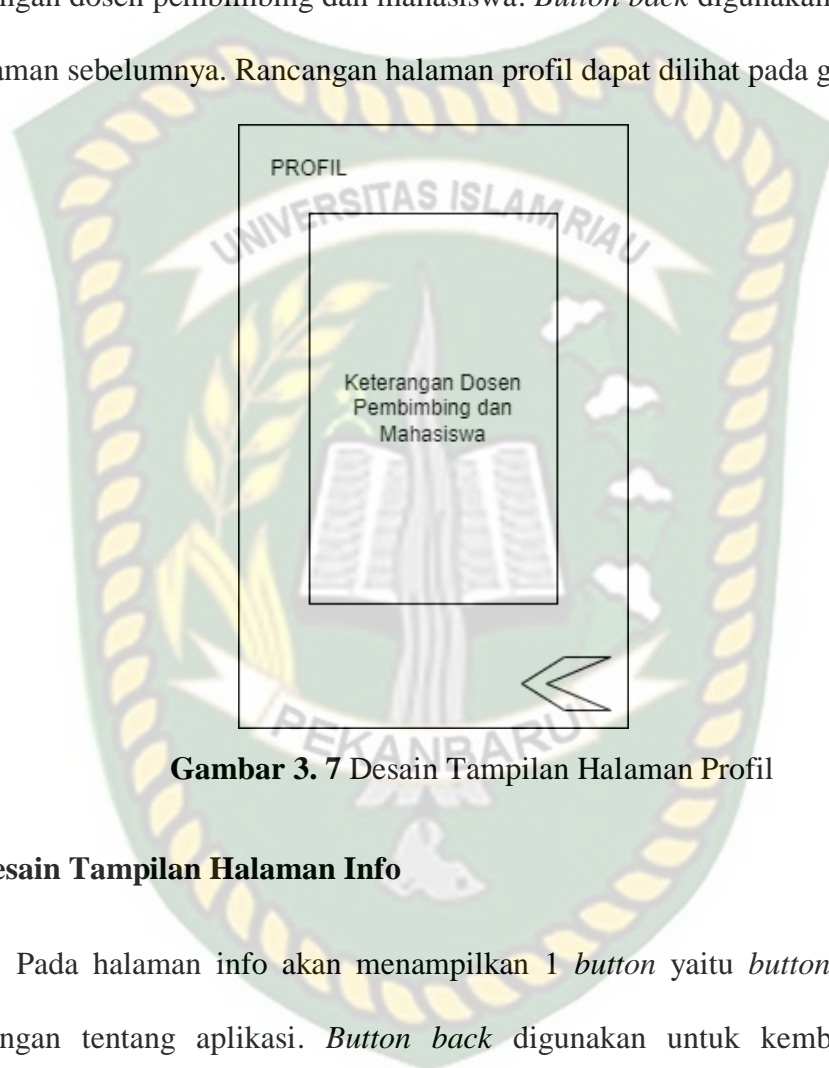 ngan dosen pembimbing dan mahasiswa. Button back digunakan
aman sebelumnya. Rancangan halaman profil dapat dilihat pada g
PROFIL
UNIVERSITAS ISLAM RIAU
Keterangan Dosen
Pembimbing dan
Mahasiswa
PEKANBARU
Gambar 3. 7 Desain Tampilan Halaman Profil
esain Tampilan Halaman Info
Pada halaman info akan menampilkan 1 button yaitu button
ngan tentang aplikasi. Button back digunakan untuk kemb